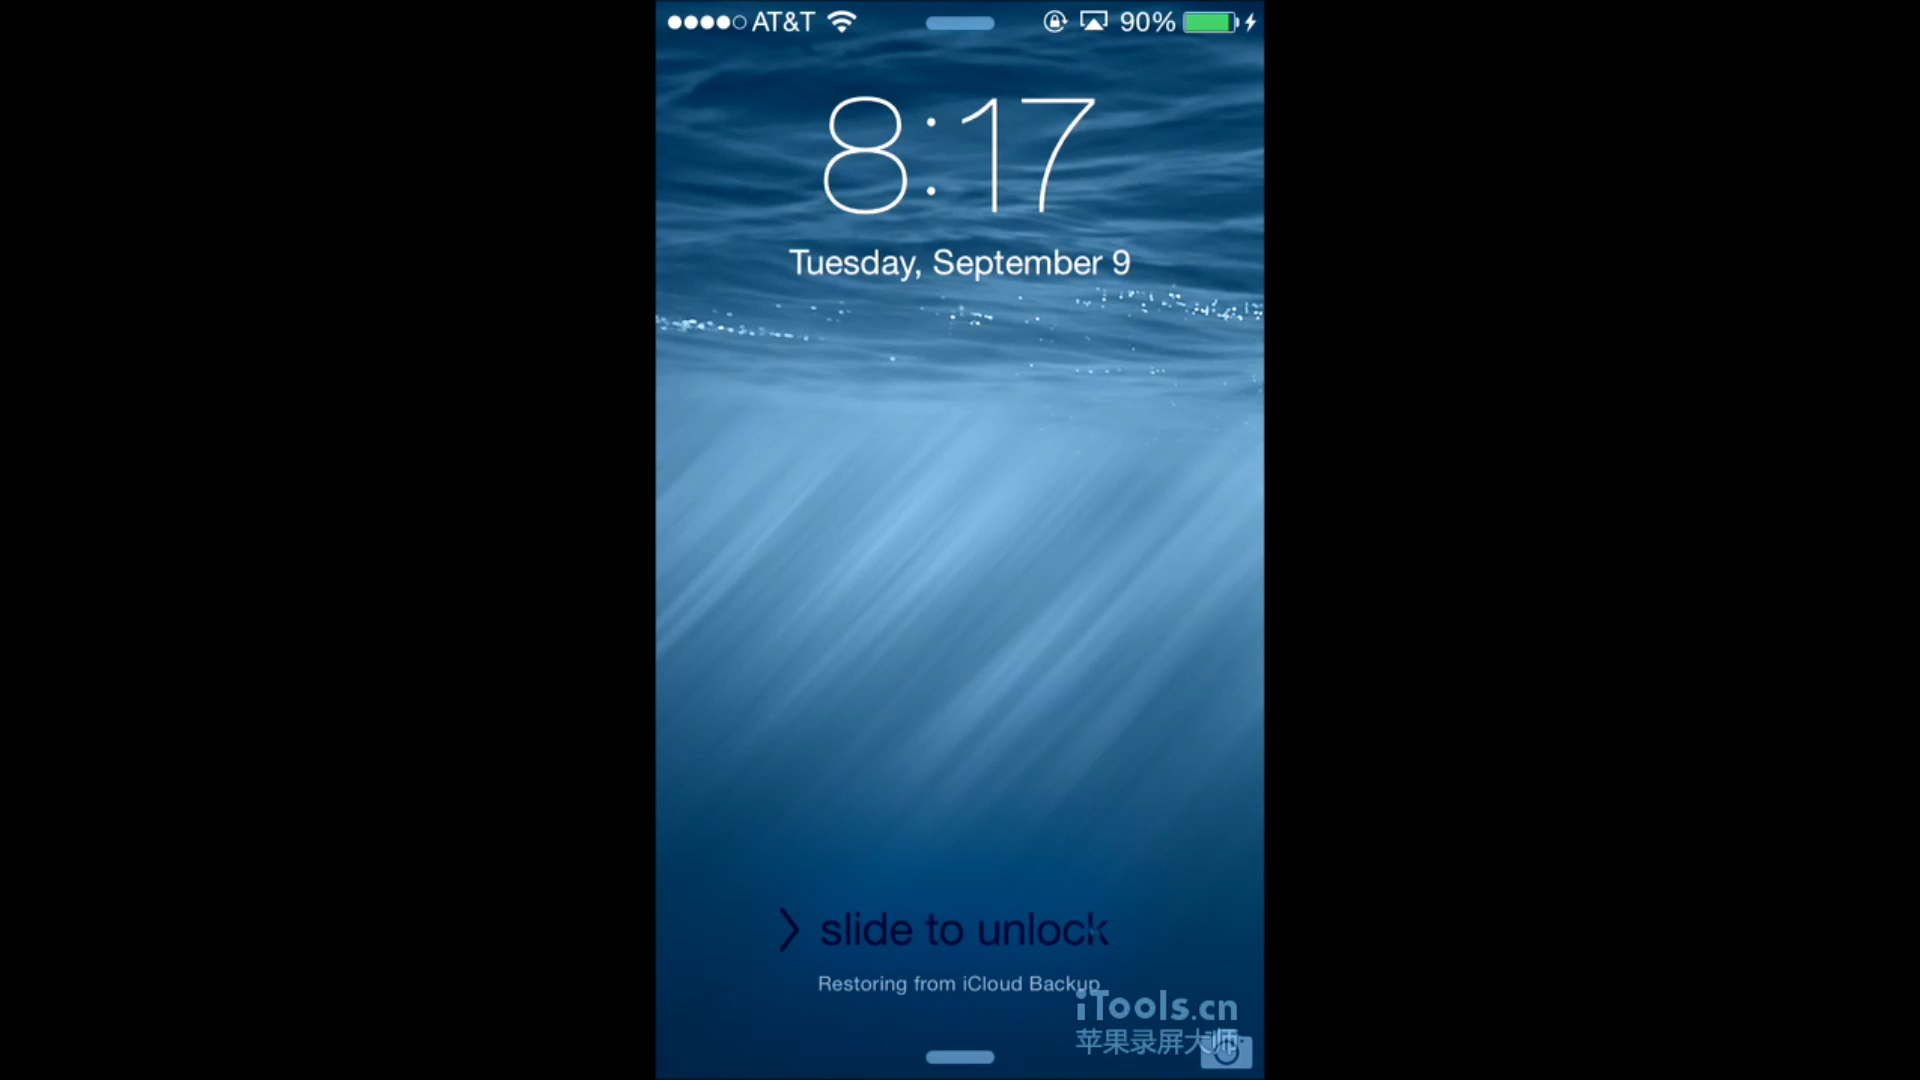 AT&T 90%
8:17
Tuesday, September 9
slide to unlock
Restoring from iCloud Backup
iTools.cn
苹果录屏大师